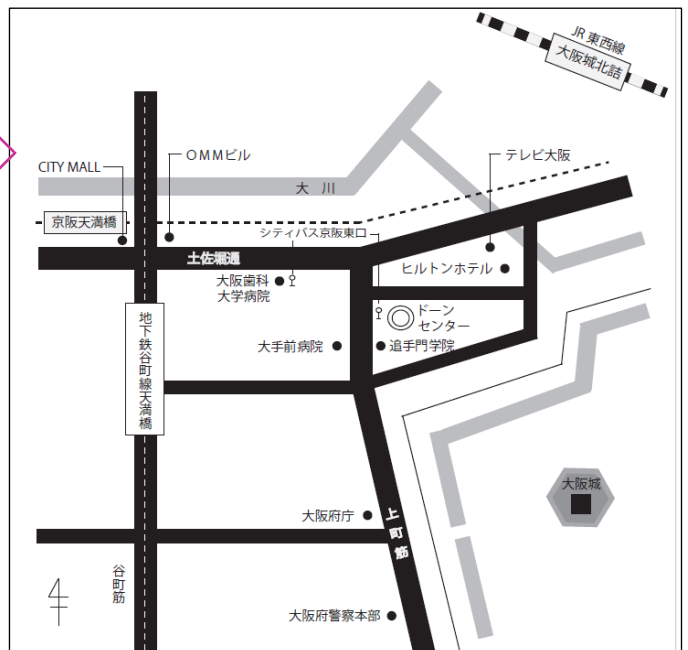 JR 東西線
大阪城北詰
OMMビル
テレビ大阪
CITY MALL
大 川
京阪天満橋
シティバス京阪東口
土佐堀通
ヒルトンホテル
大阪歯科
大学病院
ドーン
センター
大手前病院
追手門学院
地下鉄谷町線天満橋
大阪城
大阪府庁
上町筋
谷町筋
大阪府警察本部